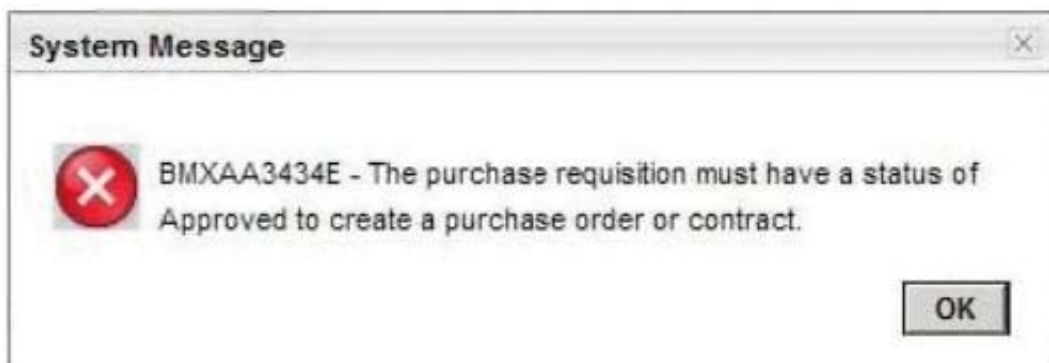 System Message
BMXAA3434E - The purchase requisition must have a status of
Approved to create a purchase order or contract.
OK